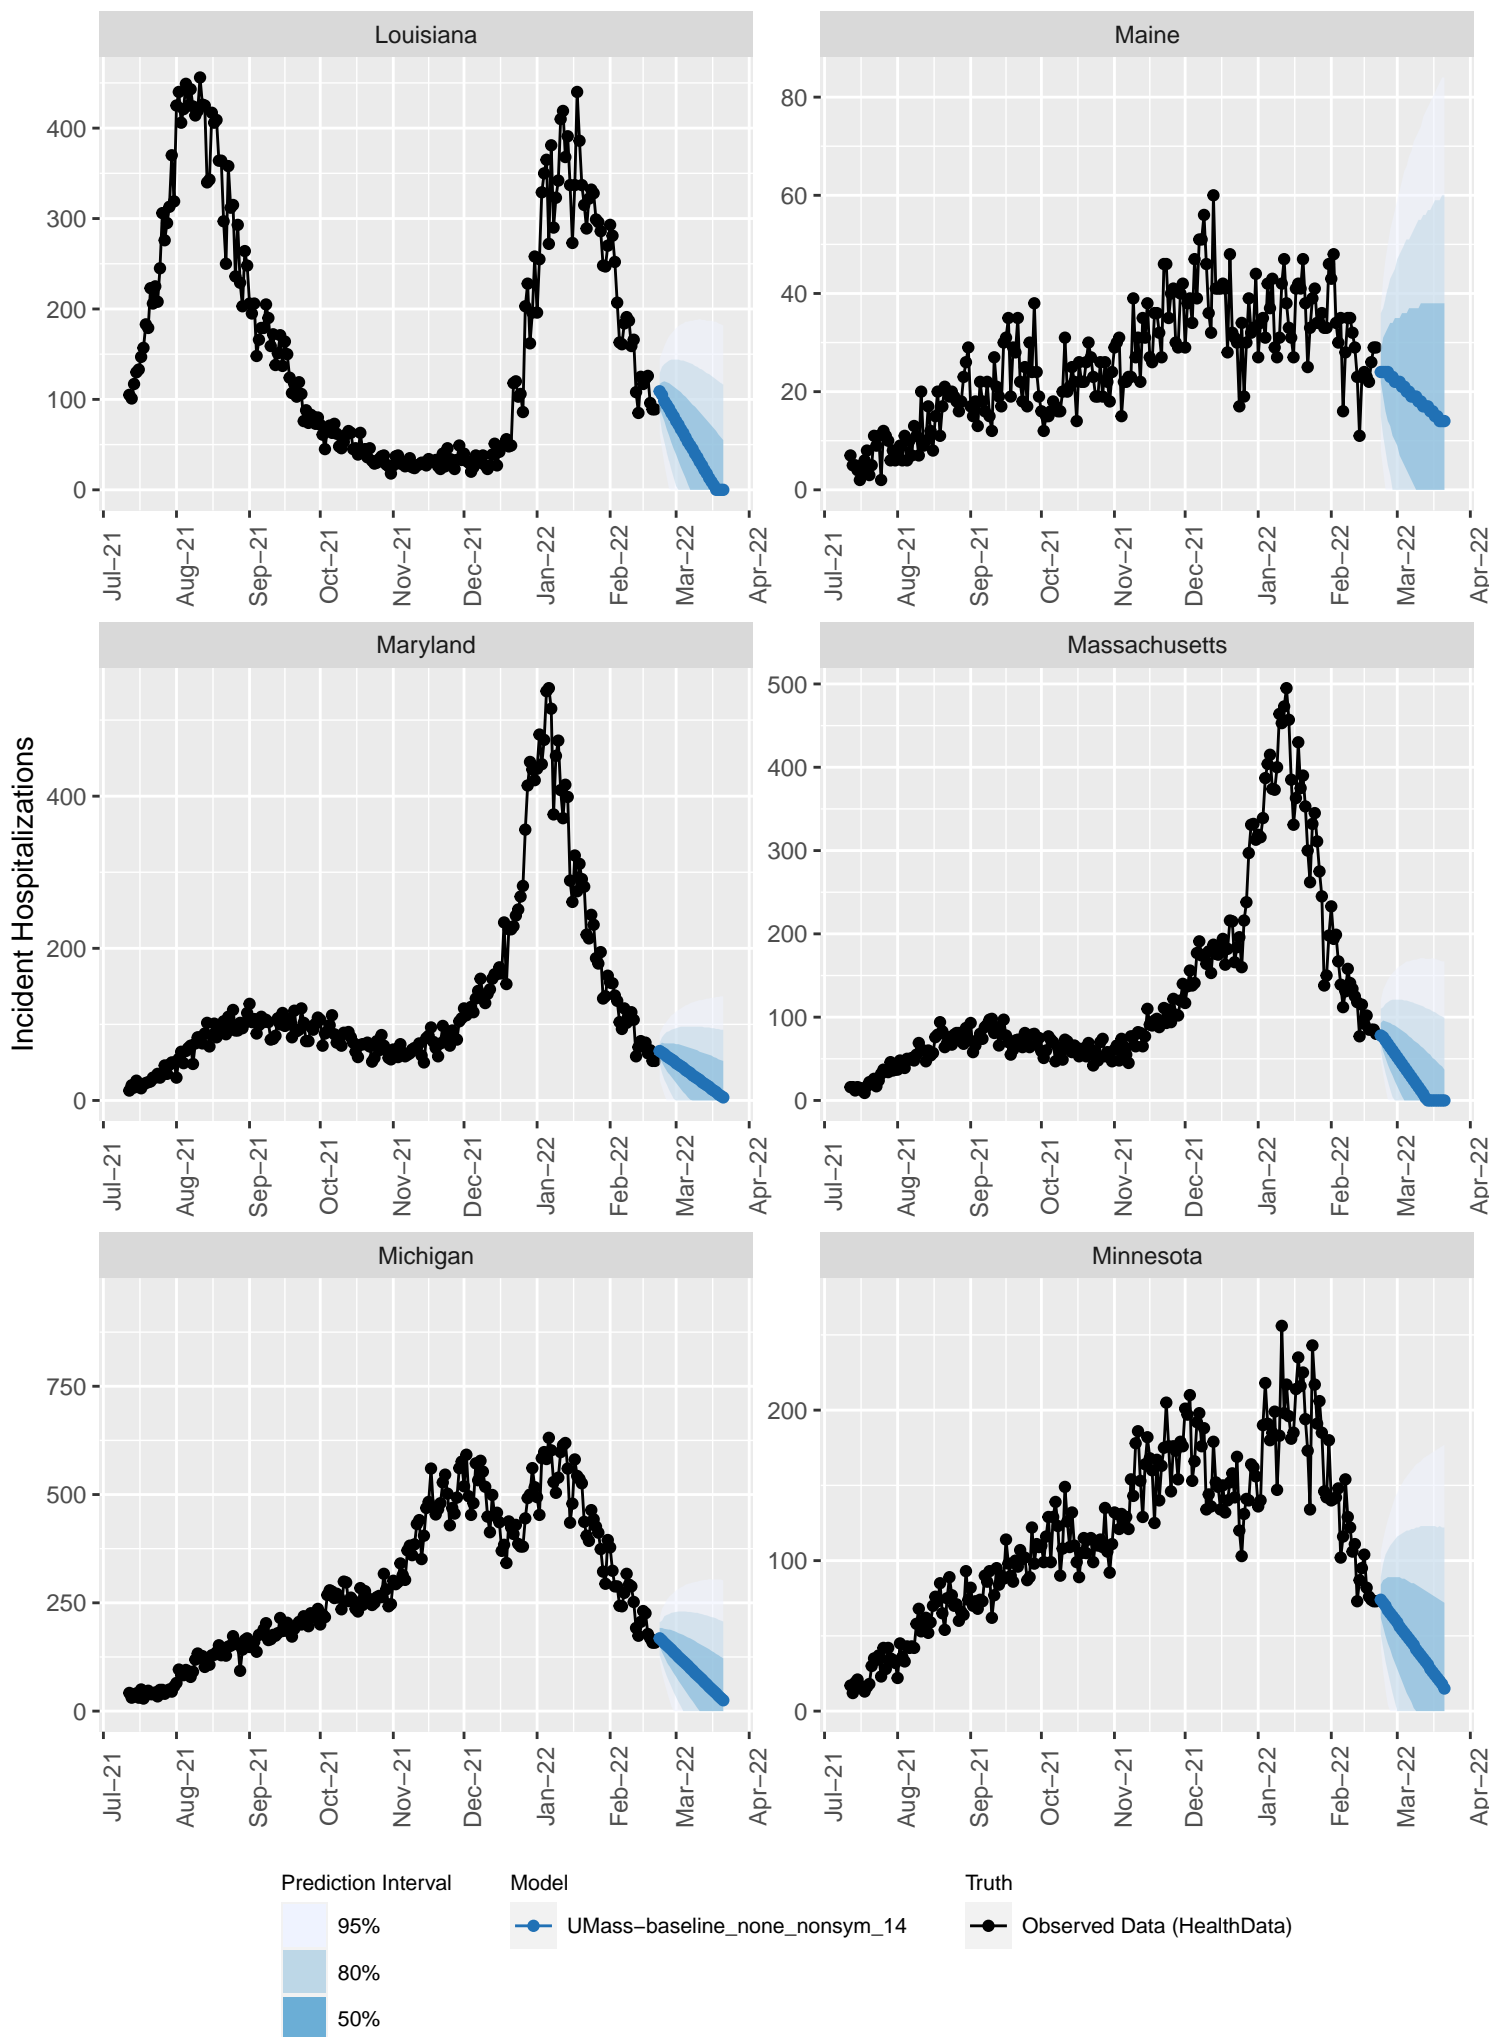 Louisiana
Maine
400
300
200
100
0
80
60
40
20
0
Jul−21
Aug−21
Sep−21
Oct−21
Nov−21
Dec−21
Jan−22
Feb−22
Mar−22
Apr−22
Jul−21
Aug−21
Sep−21
Oct−21
Nov−21
Dec−21
Jan−22
Feb−22
Mar−22
Apr−22
Incident Hospitalizations
Maryland
Massachusetts
400
200
0
500
400
300
200
100
0
Jul−21
Aug−21
Sep−21
Oct−21
Nov−21
Dec−21
Jan−22
Feb−22
Mar−22
Apr−22
Jul−21
Aug−21
Sep−21
Oct−21
Nov−21
Dec−21
Jan−22
Feb−22
Mar−22
Apr−22
Michigan
Minnesota
750
500
250
0
200
100
0
Jul−21
Aug−21
Sep−21
Oct−21
Nov−21
Dec−21
Jan−22
Feb−22
Mar−22
Apr−22
Jul−21
Aug−21
Sep−21
Oct−21
Nov−21
Dec−21
Jan−22
Feb−22
Mar−22
Apr−22
Prediction Interval
95%
80%
50%
Model
UMass−baseline_none_nonsym_14
Truth
Observed Data (HealthData)